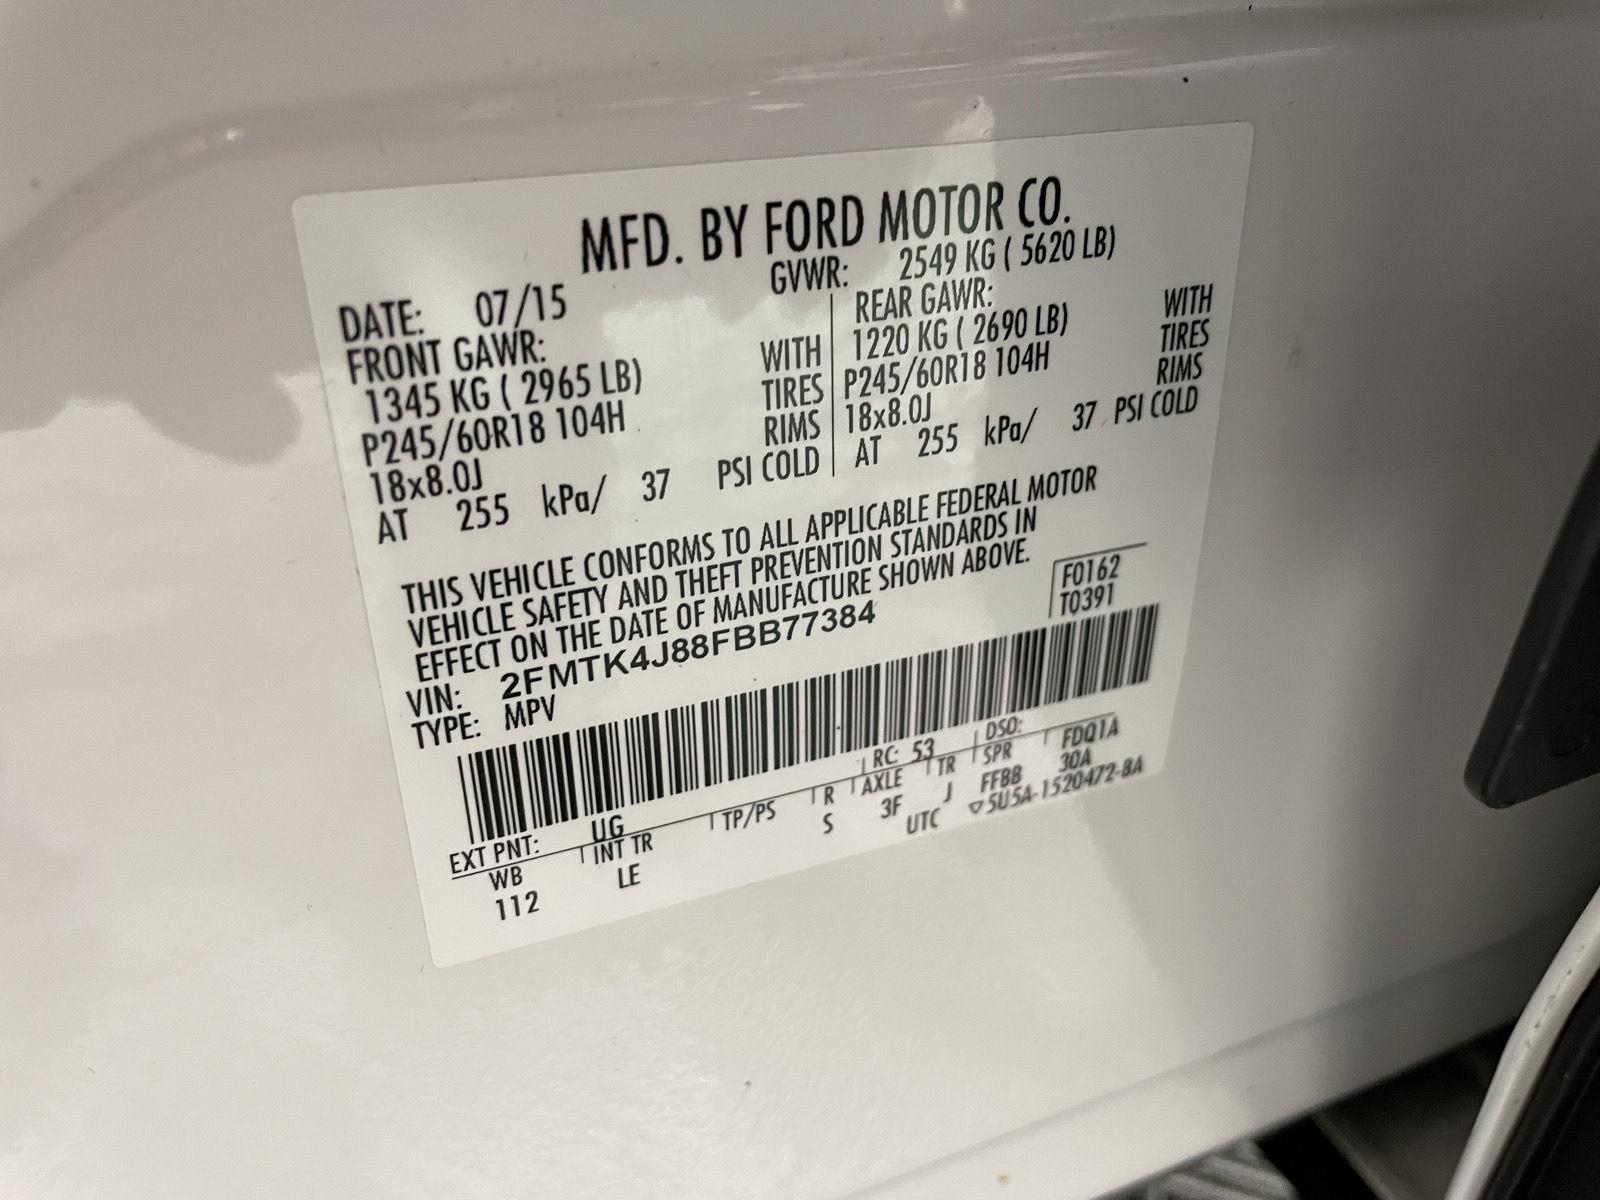 MFD. BY FORD MOTOR CO.
DATE: 07/15 GVWR: 2549 KG ( 5620 LB)
FRONT GAWR: REAR GAWR:
1345 KG ( 2965 LB) WITH 1220 KG ( 2690 LB) WITH
P245/60R18 104H TIRES P245/60R18 104H TIRES
18x8.0J RIMS 18x8.0J RIMS
AT 255 kPa/ 37 PSI COLD AT 255 kPa/ 37 PSI COLD
THIS VEHICLE CONFORMS TO ALL APPLICABLE FEDERAL MOTOR
VEHICLE SAFETY AND THEFT PREVENTION STANDARDS IN
EFFECT ON THE DATE OF MANUFACTURE SHOWN ABOVE.
F0162
T0391
VIN: 2FMTK4J88FBB77384
TYPE: MPV
EXT PNT: UG RC: 53 DSO: FDQ1A
WB INT TR TP/PS R AXLE TR SPR 30A
112 LE S 3F J FFBB
UTC ▽5U5A-1520472-BA